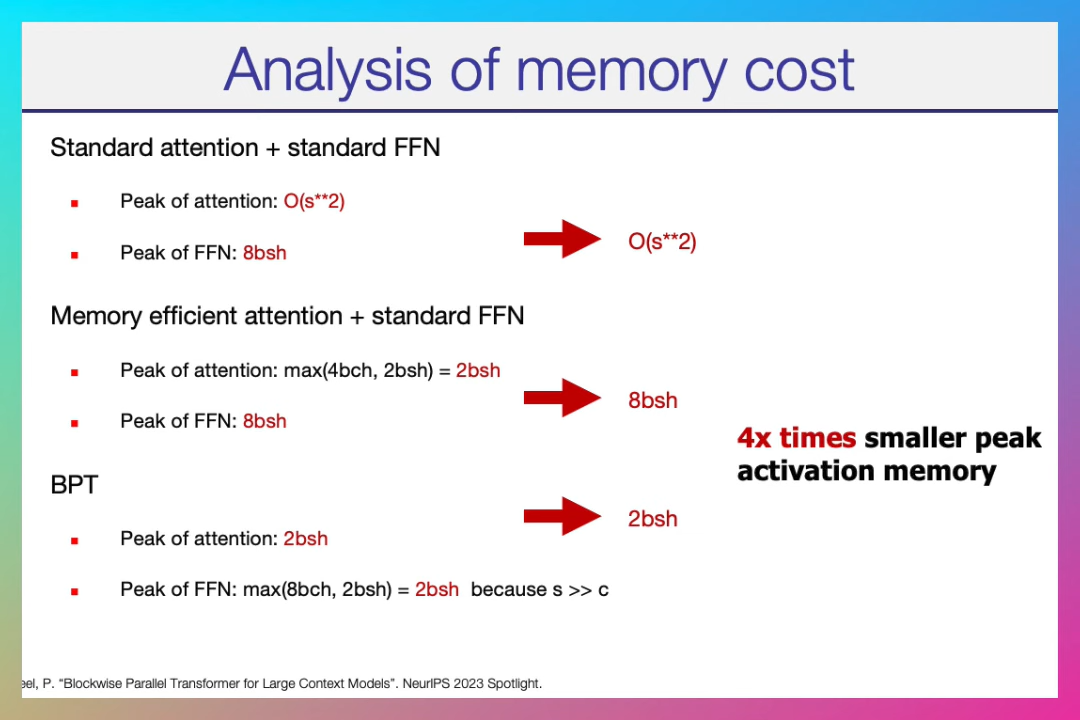 Analysis of memory cost
Standard attention + standard FFN
Peak of attention: O(s**2)
Peak of FFN: 8bsh
O(s**2)
Memory efficient attention + standard FFN
Peak of attention: max(4bch, 2bsh) = 2bsh
Peak of FFN: 8bsh
8bsh
4x times smaller peak
activation memory
BPT
Peak of attention: 2bsh
Peak of FFN: max(8bch, 2bsh) = 2bsh because s >> c
2bsh
P. “Blockwise Parallel Transformer for Large Context Models”. NeurIPS 2023 Spotlight.